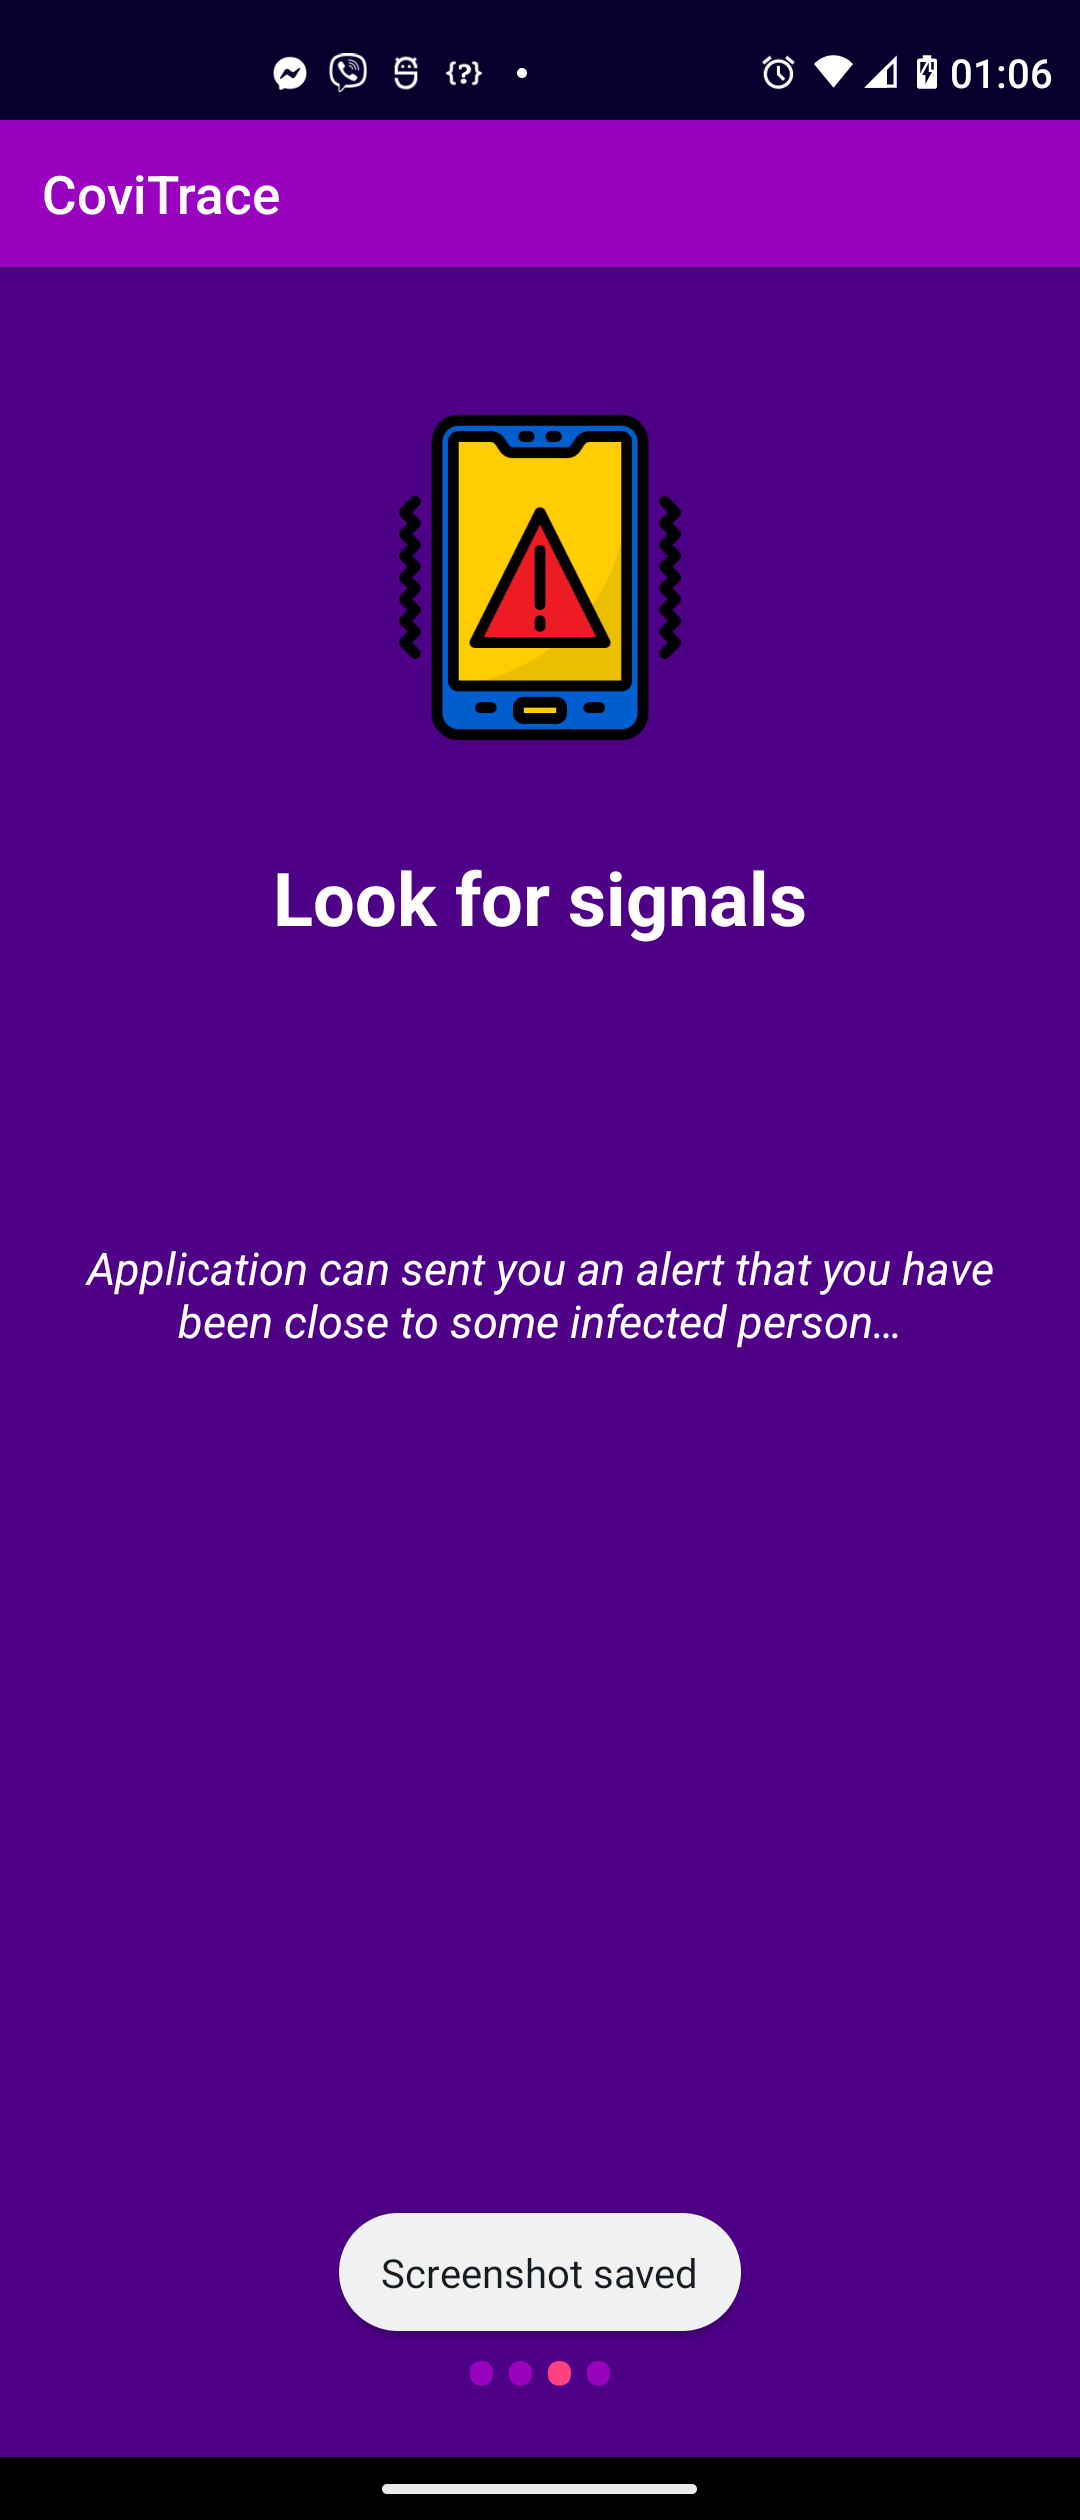 {?}
01:06
CoviTrace
Look for signals
Application can sent you an alert that you have
been close to some infected person...
Screenshot saved